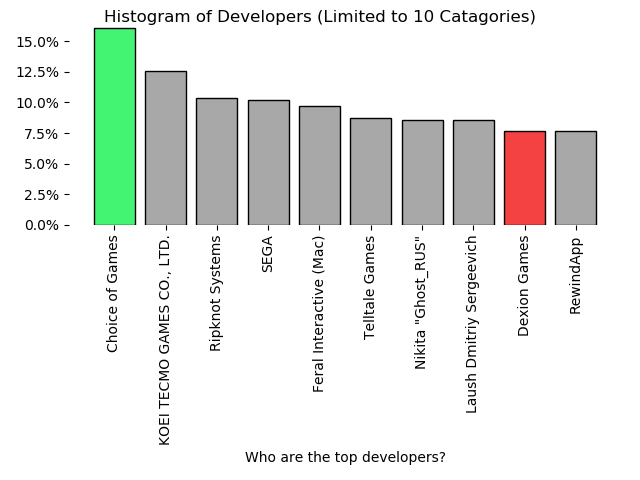 Histogram of Developers (Limited to 10 Catagories)
15.0%
12.5%
10.0%
7.5%
5.0%
2.5%
0.0%
Choice of Games
KOEI TECMO GAMES CO., LTD.
Ripknot Systems
SEGA
Feral Interactive (Mac)
Telltale Games
Nikita "Ghost_RUS"
Laush Dmitriy Sergeevich
Dexion Games
RewindApp
Who are the top developers?